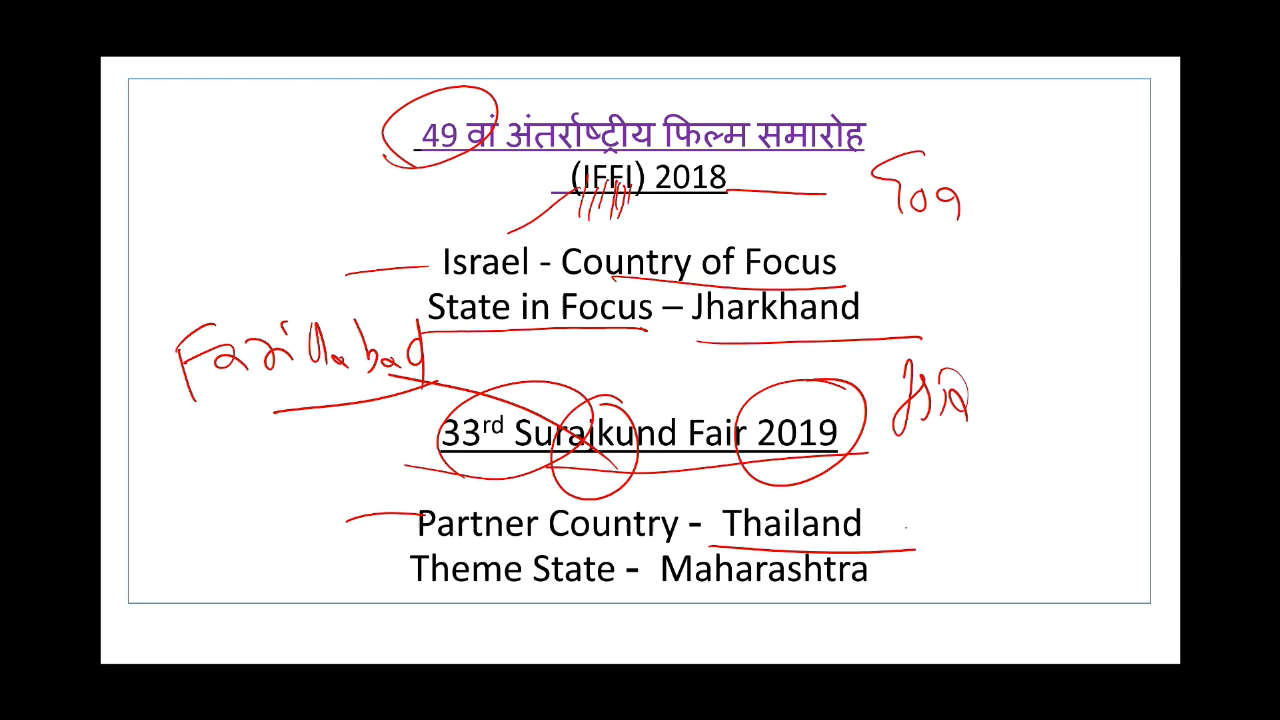 49 वां अंतर्राष्ट्रीय फिल्म समारोह
(IFFI) 2018
Goa
Israel - Country of Focus
State in Focus – Jharkhand
Faridabad
33rd Surajkund Fair 2019
Partner Country - Thailand
Theme State - Maharashtra